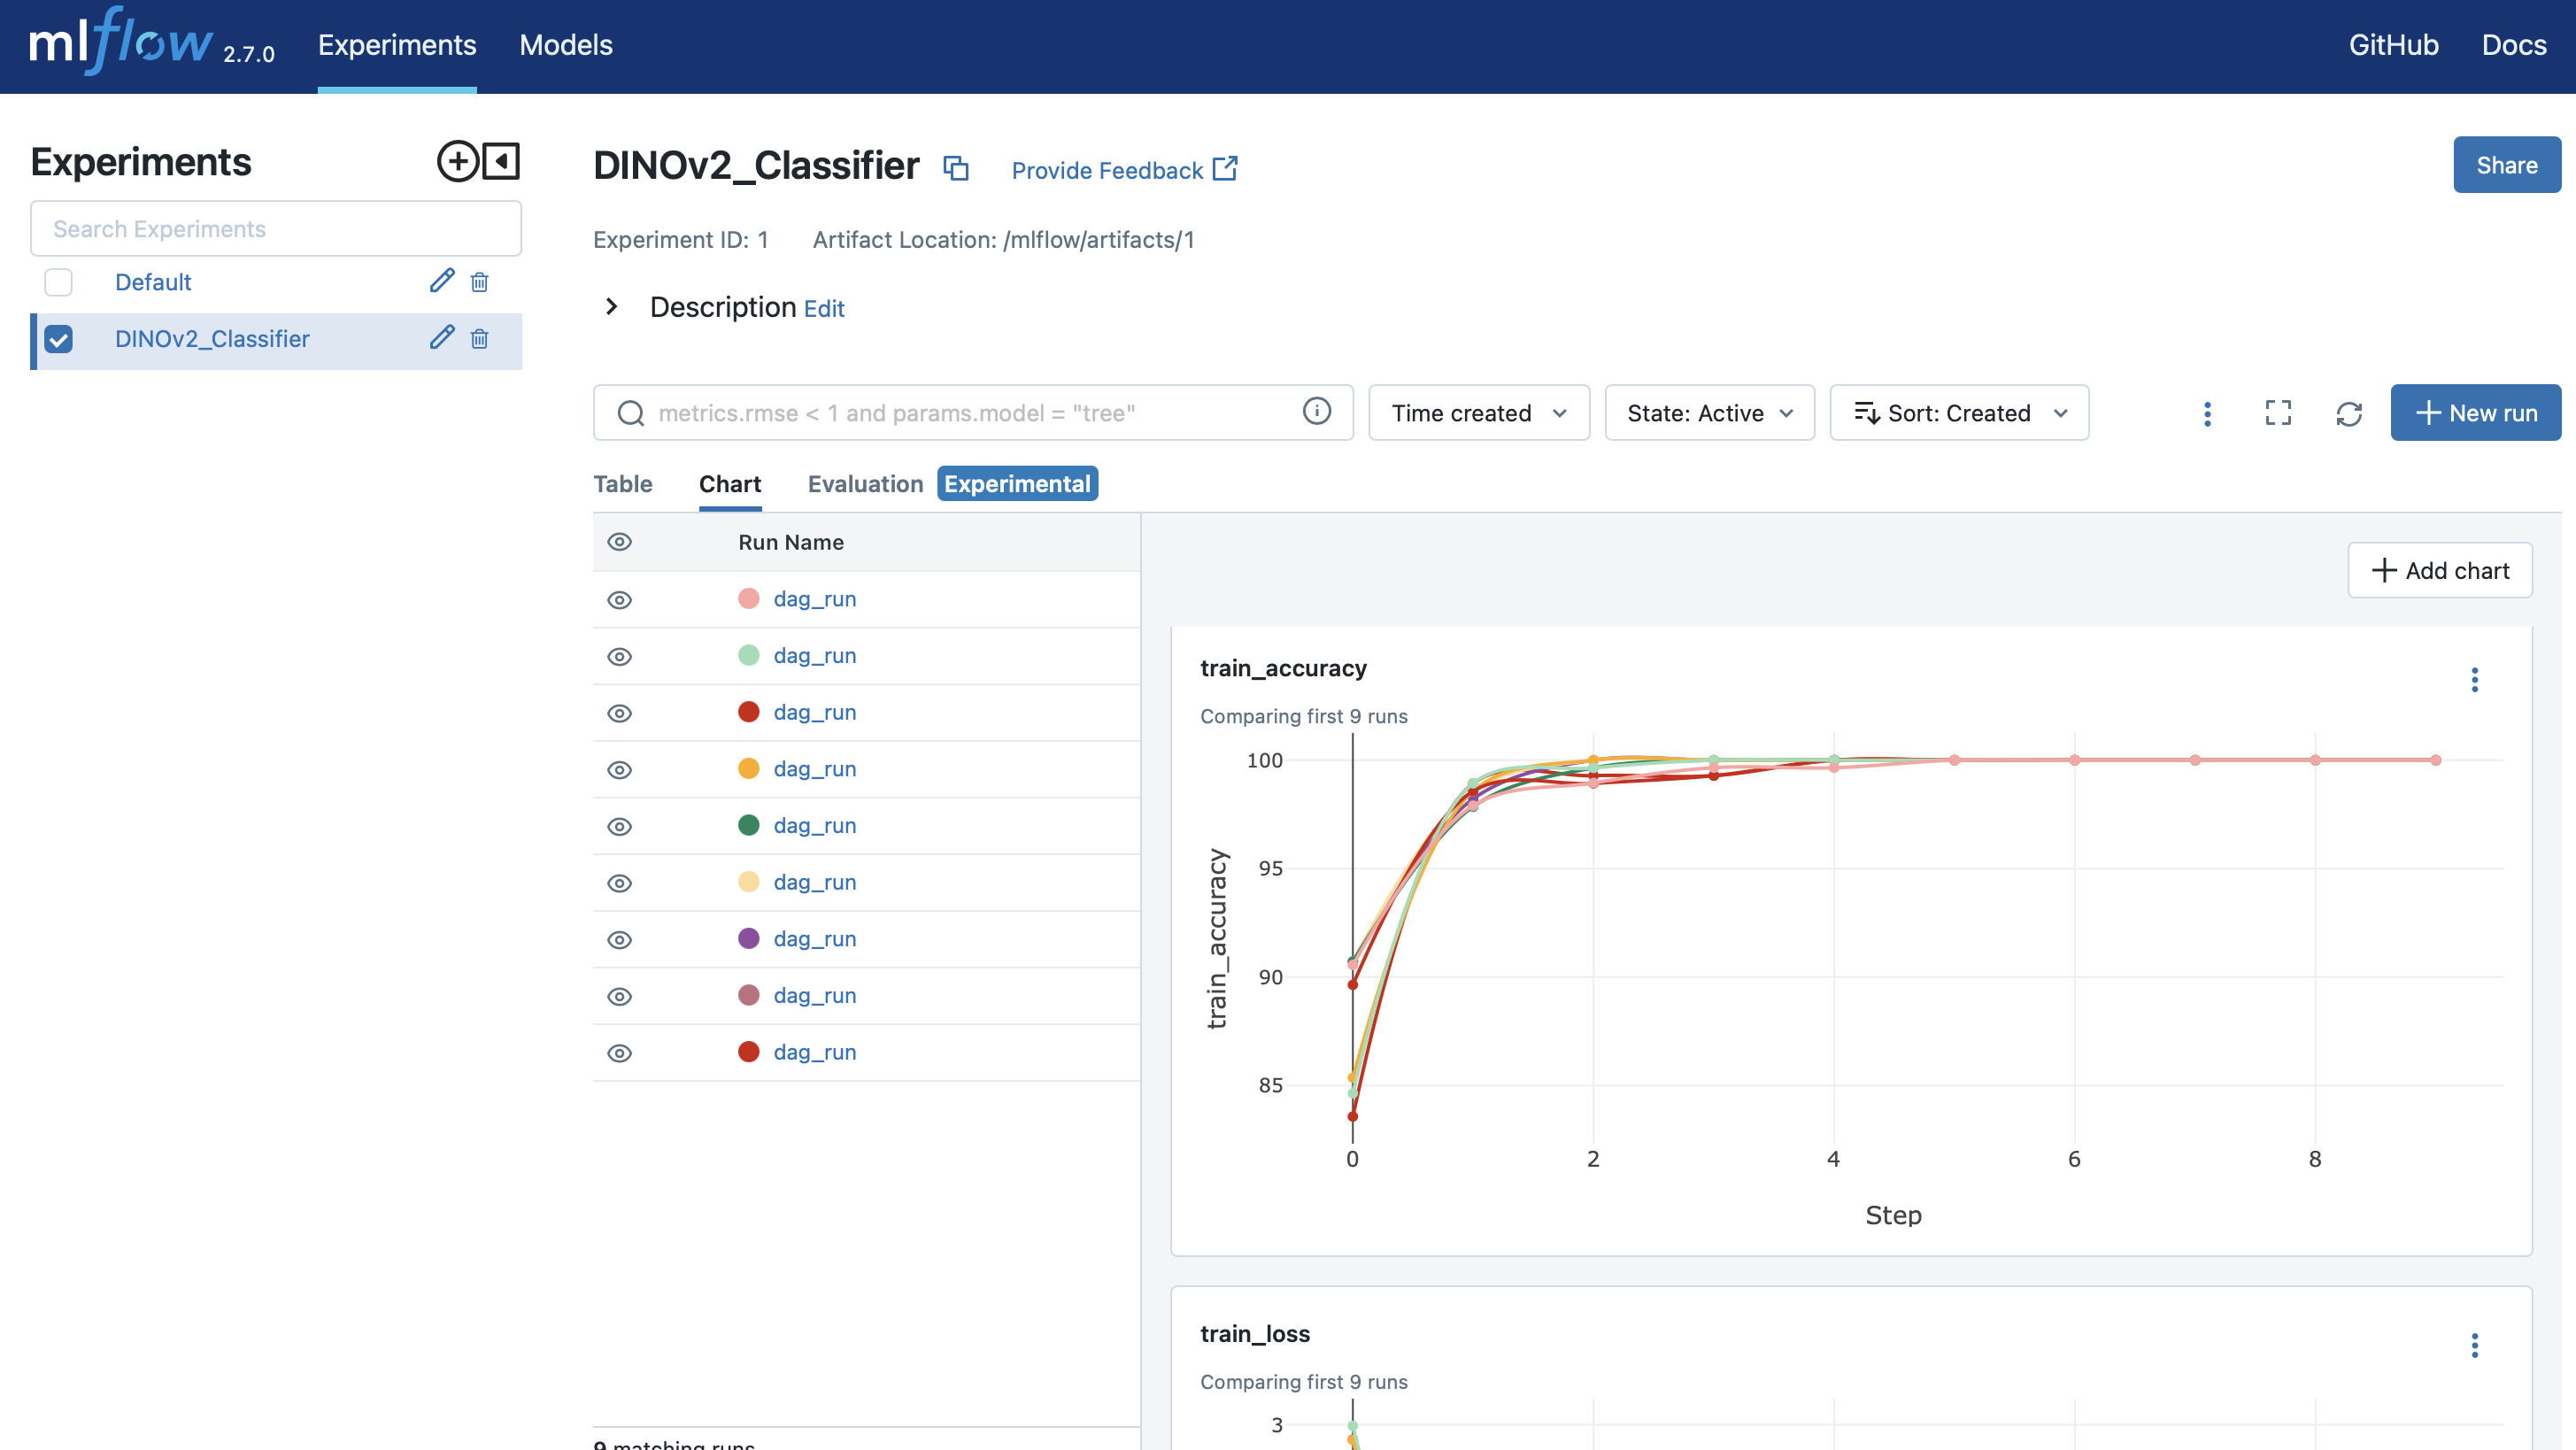 mlflow 2.7.0 Experiments Models GitHub Docs
Experiments
Search Experiments
Default
DINOv2_Classifier
DINOv2_Classifier Provide Feedback Share
Experiment ID: 1 Artifact Location: /mlflow/artifacts/1
Description Edit
metrics.rmse < 1 and params.model = "tree" Time created State: Active Sort: Created New run
Table Chart Evaluation Experimental
Run Name
dag_run
dag_run
dag_run
dag_run
dag_run
dag_run
dag_run
dag_run
dag_run
9 matching runs
Add chart
train_accuracy
Comparing first 9 runs
100
95
90
85
train_accuracy
0 2 4 6 8
Step
train_loss
Comparing first 9 runs
3